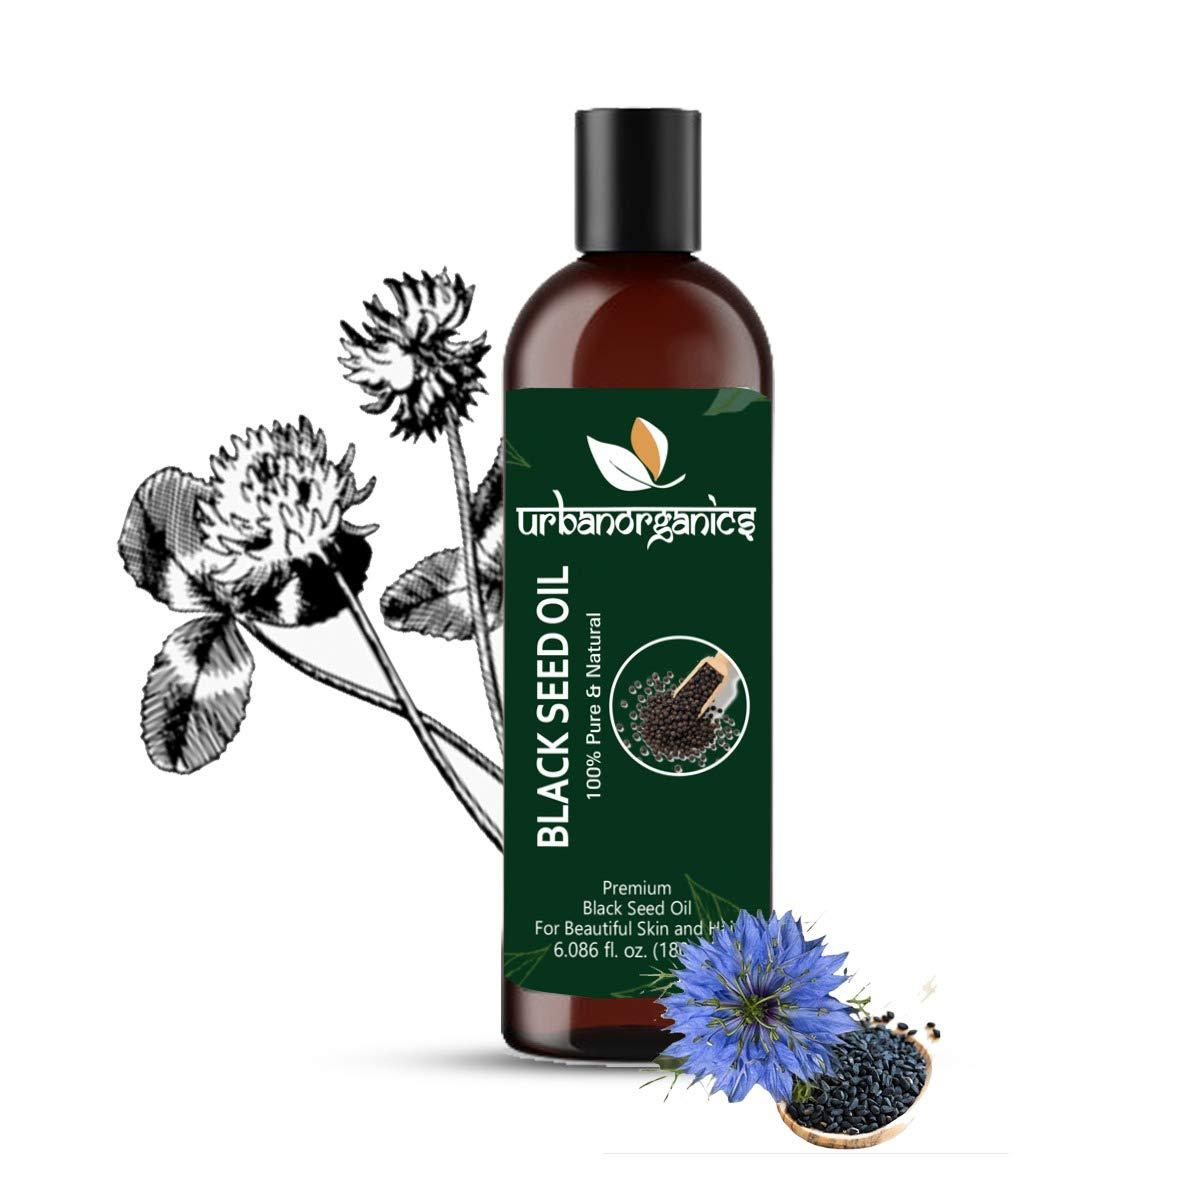 urbanorganics
BLACK SEED OIL
100% Pure & Natural
Premium
Black Seed Oil
For Beautiful Skin and
6.086 fl. oz.